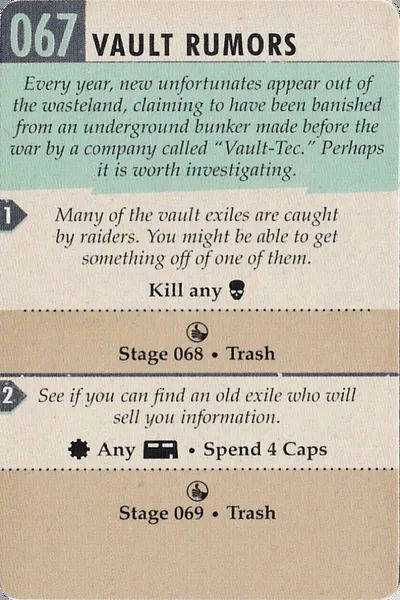 067 VAULT RUMORS
Every year, new unfortunates appear out of
the wasteland, claiming to have been banished
from an underground bunker made before the
war by a company called “Vault-Tec.” Perhaps
it is worth investigating.
1
Many of the vault exiles are caught
by raiders. You might be able to get
something off of one of them.
Kill any
Stage 068 • Trash
2
See if you can find an old exile who will
sell you information.
Any • Spend 4 Caps
Stage 069 • Trash